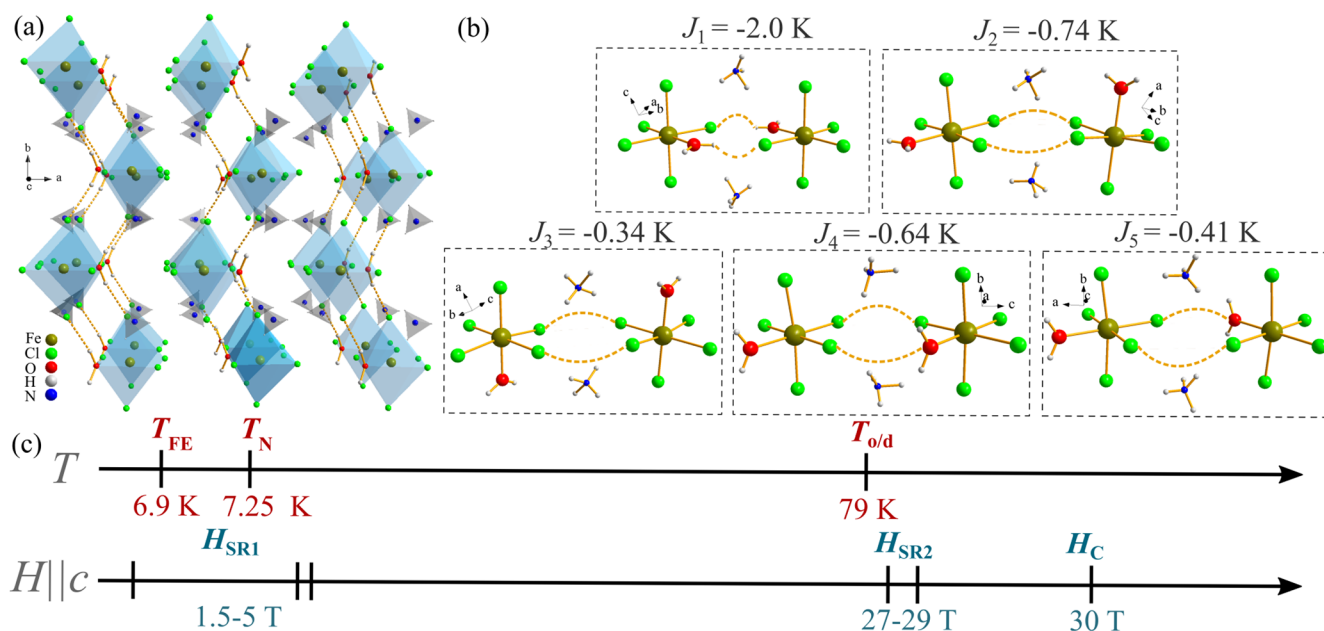 (a)
b
a
c
Fe
Cl
O
H
N
(b)
J1 = -2.0 K
c
a
b
J2 = -0.74 K
a
b
c
J3 = -0.34 K
a
c
b
J4 = -0.64 K
b
a
c
J5 = -0.41 K
b
a
c
(c)
TFE
TN
To/d
T
6.9 K
7.25 K
79 K
HSR1
HSR2
HC
H||c
1.5-5 T
27-29 T
30 T